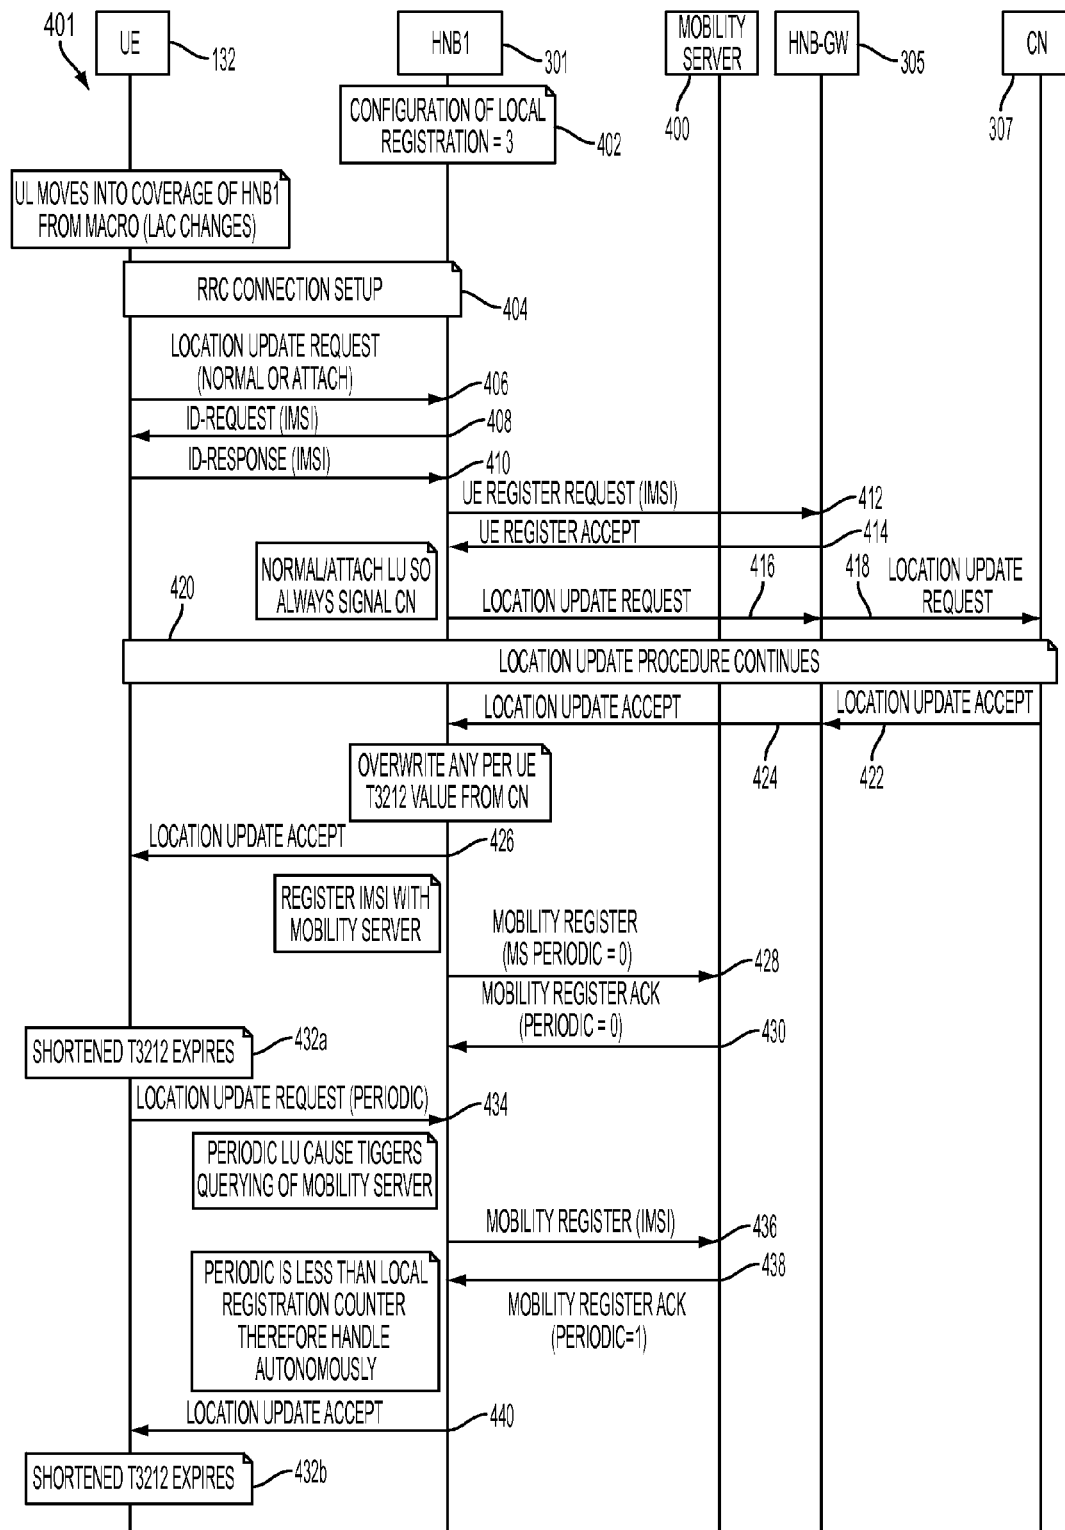 401
UE
132
HNB1
301
MOBILITY
SERVER
400
HNB-GW
305
CN
307
CONFIGURATION OF LOCAL
REGISTRATION = 3
402
UL MOVES INTO COVERAGE OF HNB1
FROM MACRO (LAC CHANGES)
RRC CONNECTION SETUP
404
LOCATION UPDATE REQUEST
(NORMAL OR ATTACH)
406
ID-REQUEST (IMSI)
408
ID-RESPONSE (IMSI)
410
UE REGISTER REQUEST (IMSI)
412
UE REGISTER ACCEPT
414
NORMAL/ATTACH LU SO
ALWAYS SIGNAL CN
LOCATION UPDATE REQUEST
416
418
LOCATION UPDATE
REQUEST
420
LOCATION UPDATE PROCEDURE CONTINUES
LOCATION UPDATE ACCEPT
LOCATION UPDATE ACCEPT
424
422
OVERWRITE ANY PER UE
T3212 VALUE FROM CN
LOCATION UPDATE ACCEPT
426
REGISTER IMSI WITH
MOBILITY SERVER
MOBILITY REGISTER
(MS PERIODIC = 0)
428
MOBILITY REGISTER ACK
(PERIODIC = 0)
430
SHORTENED T3212 EXPIRES
432a
LOCATION UPDATE REQUEST (PERIODIC)
434
PERIODIC LU CAUSE TIGGERS
QUERYING OF MOBILITY SERVER
MOBILITY REGISTER (IMSI)
436
438
PERIODIC IS LESS THAN LOCAL
REGISTRATION COUNTER
THEREFORE HANDLE
AUTONOMOUSLY
MOBILITY REGISTER ACK
(PERIODIC=1)
LOCATION UPDATE ACCEPT
440
SHORTENED T3212 EXPIRES
432b